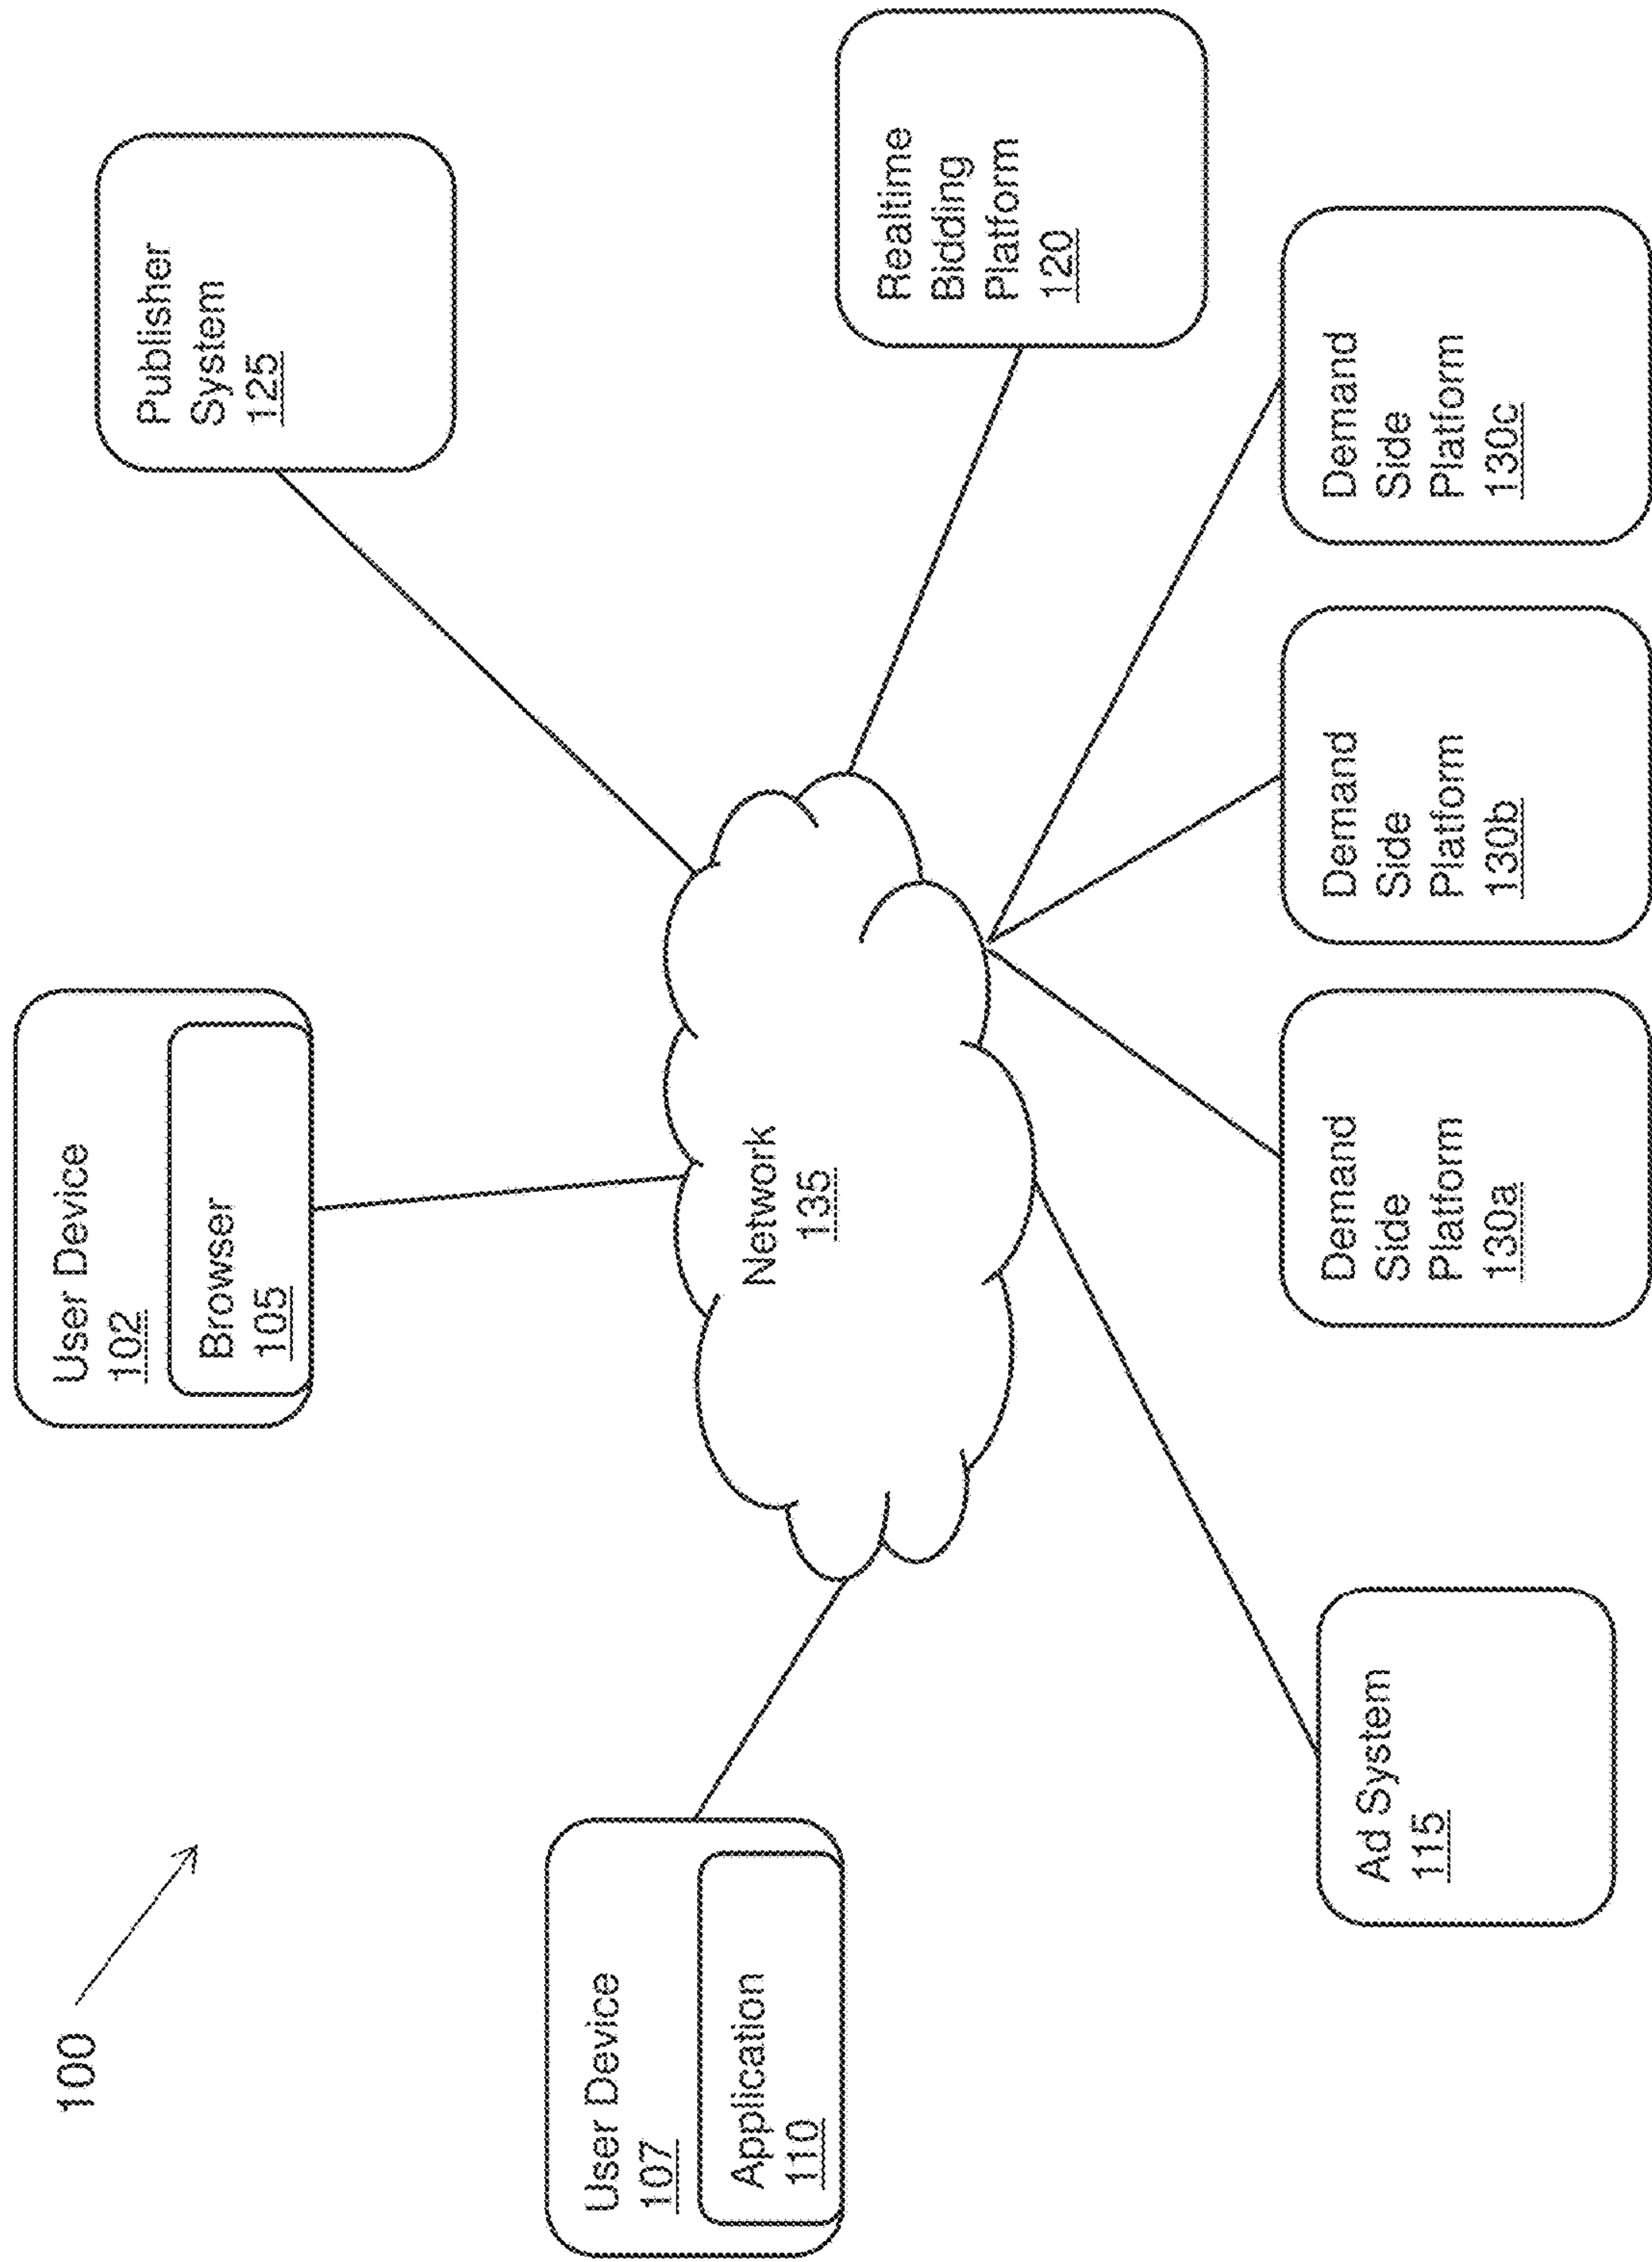 100
User Device
102
Browser
105
Publisher
System
125
User Device
107
Application
110
Network
135
Realtime
Bidding
Platform
120
Ad System
115
Demand
Side
Platform
130a
Demand
Side
Platform
130b
Demand
Side
Platform
130c